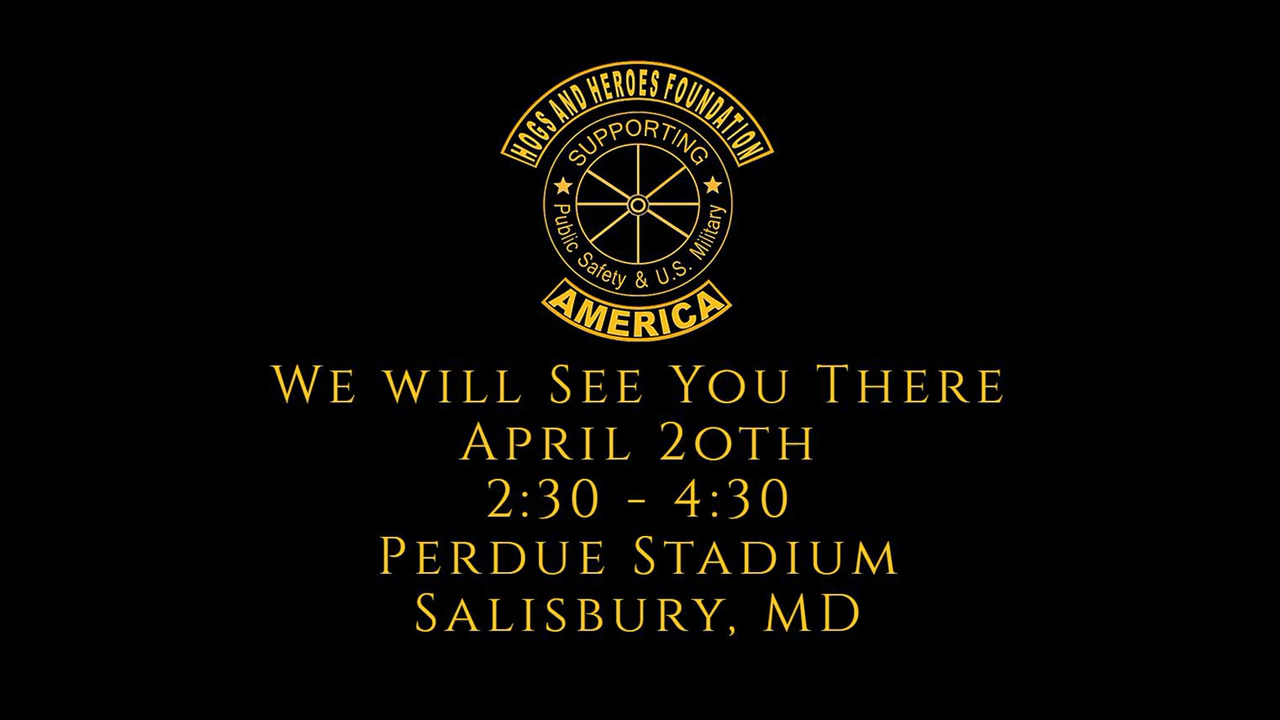 HOGS AND HEROES FOUNDATION
SUPPORTING
Public Safety & U.S. Military
AMERICA
We will See You There
April 20th
2:30 - 4:30
Perdue Stadium
Salisbury, MD